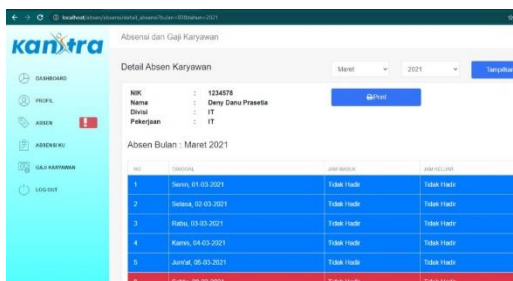 localhost/absen/absensi/detail_absensi?bulan=03&tahun=2021
kanxtra
Absensi dan Gaji Karyawan
DASHBOARD
PROFIL
ABSEN
ABSENSI KU
GAJI KARYAWAN
LOG OUT
Detail Absen Karyawan
Maret 2021 Tampilkan
NIK : 1234578
Nama : Deny Danu Prasetia
Divisi : IT
Pekerjaan : IT
Print
Absen Bulan : Maret 2021
NO TANGGAL JAM MASUK JAM KELUAR
1 Senin, 01-03-2021 Tidak Hadir Tidak Hadir
2 Selasa, 02-03-2021 Tidak Hadir Tidak Hadir
3 Rabu, 03-03-2021 Tidak Hadir Tidak Hadir
4 Kamis, 04-03-2021 Tidak Hadir Tidak Hadir
5 Jum'at, 05-03-2021 Tidak Hadir Tidak Hadir